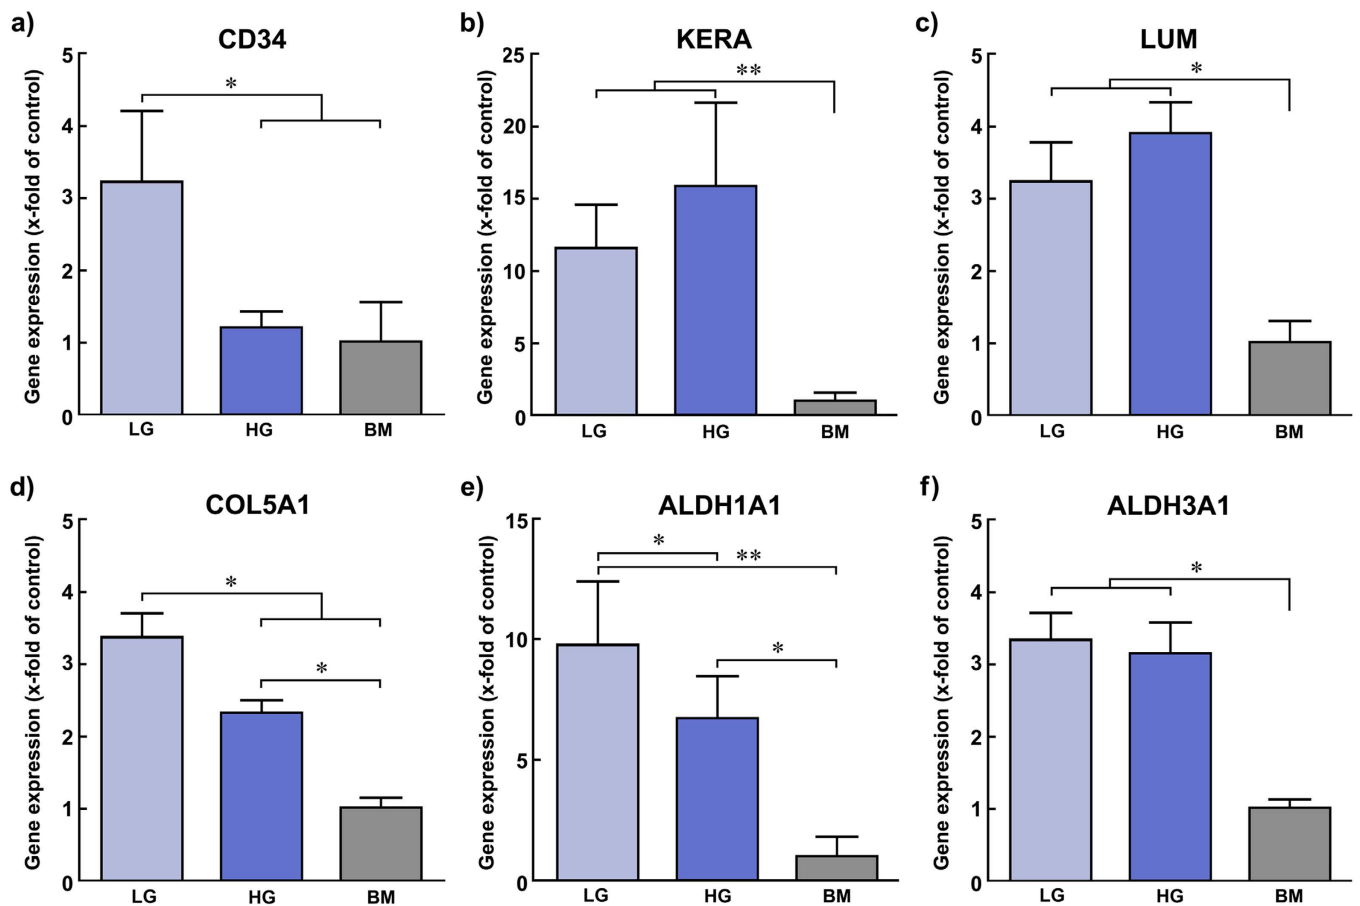 a)
CD34
Gene expression (x-fold of control)
5
4
3
2
1
0
*
LG HG BM
b)
KERA
Gene expression (x-fold of control)
25
20
15
10
5
0
**
LG HG BM
c)
LUM
Gene expression (x-fold of control)
5
4
3
2
1
0
*
LG HG BM
d)
COL5A1
Gene expression (x-fold of control)
5
4
3
2
1
0
*
*
LG HG BM
e)
ALDH1A1
Gene expression (x-fold of control)
15
10
5
0
*
**
*
LG HG BM
f)
ALDH3A1
Gene expression (x-fold of control)
5
4
3
2
1
0
*
LG HG BM